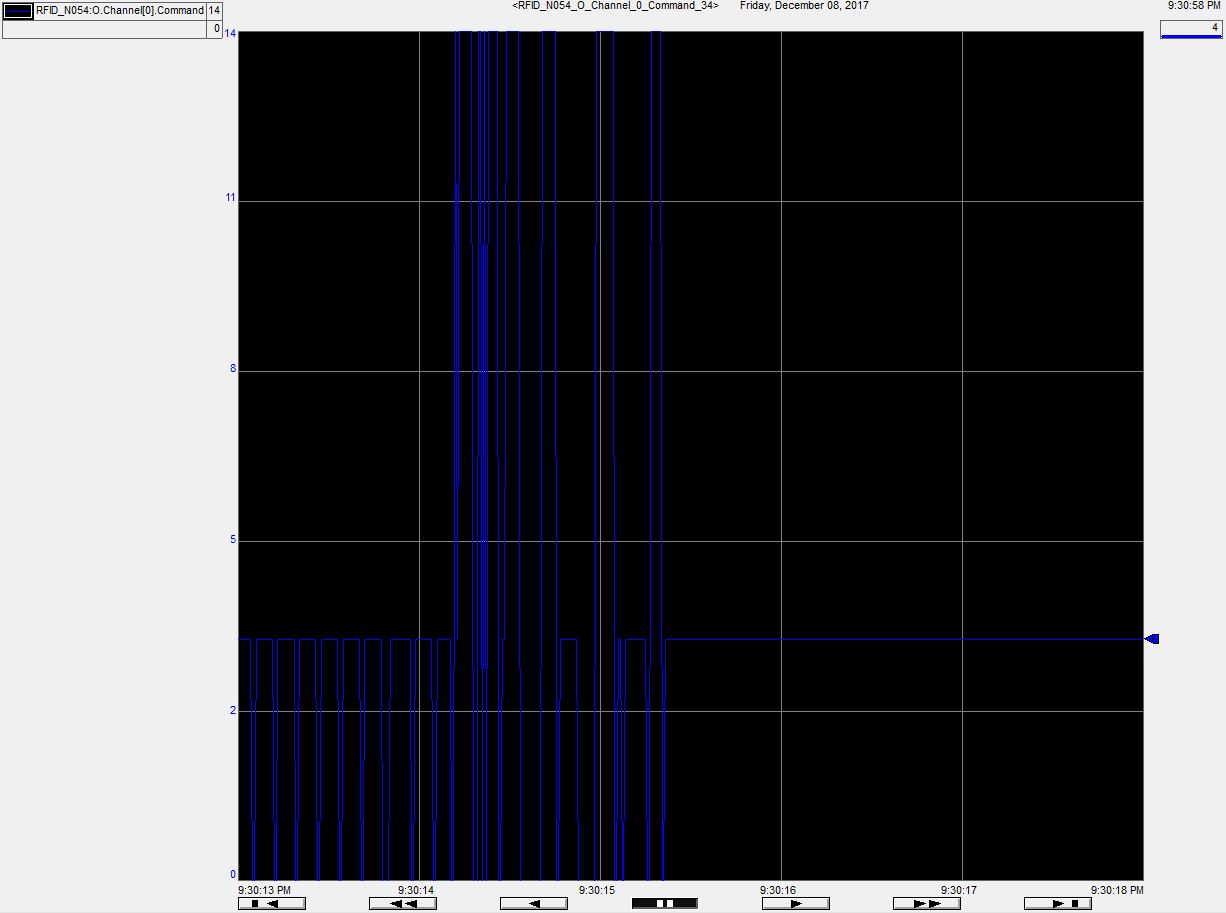 RFID_N054:O.Channel[0].Command 14
0
<RFID_N054_O_Channel_0_Command_34> Friday, December 08, 2017 9:30:58 PM
4
14
11
8
5
2
0
9:30:13 PM 9:30:14 9:30:15 9:30:16 9:30:17 9:30:18 PM